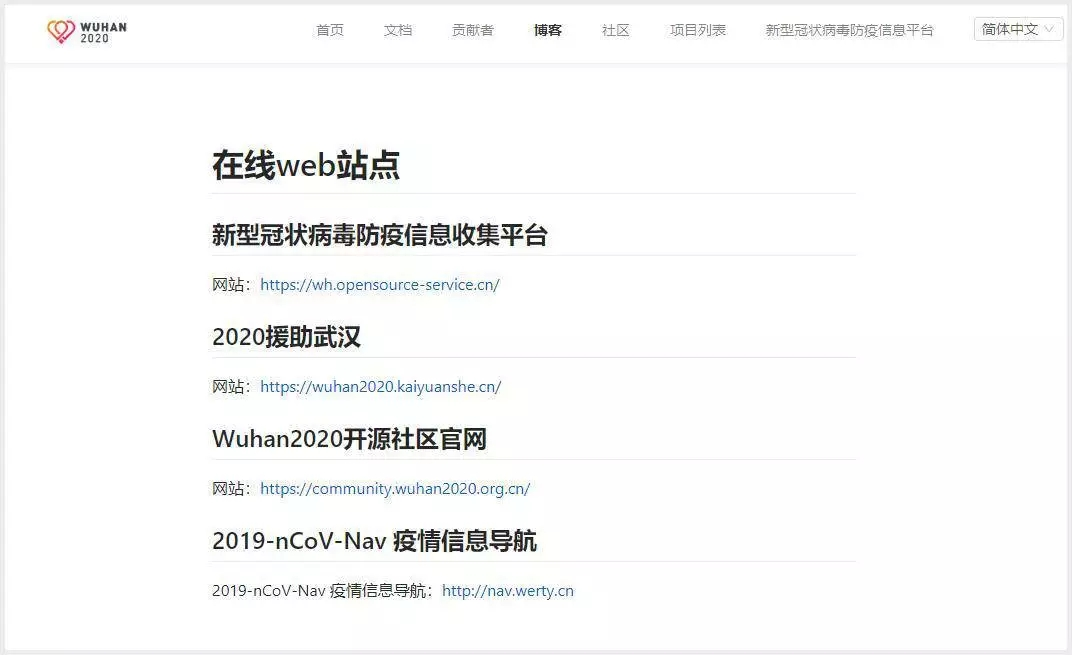 WUHAN
2020
首页 文档 贡献者 博客 社区 项目列表 新型冠状病毒防疫信息平台 简体中文
在线web站点
新型冠状病毒防疫信息收集平台
网站：https://wh.opensource-service.cn/
2020援助武汉
网站：https://wuhan2020.kaiyuanshe.cn/
Wuhan2020开源社区官网
网站：https://community.wuhan2020.org.cn/
2019-nCoV-Nav 疫情信息导航
2019-nCoV-Nav 疫情信息导航：http://nav.werty.cn